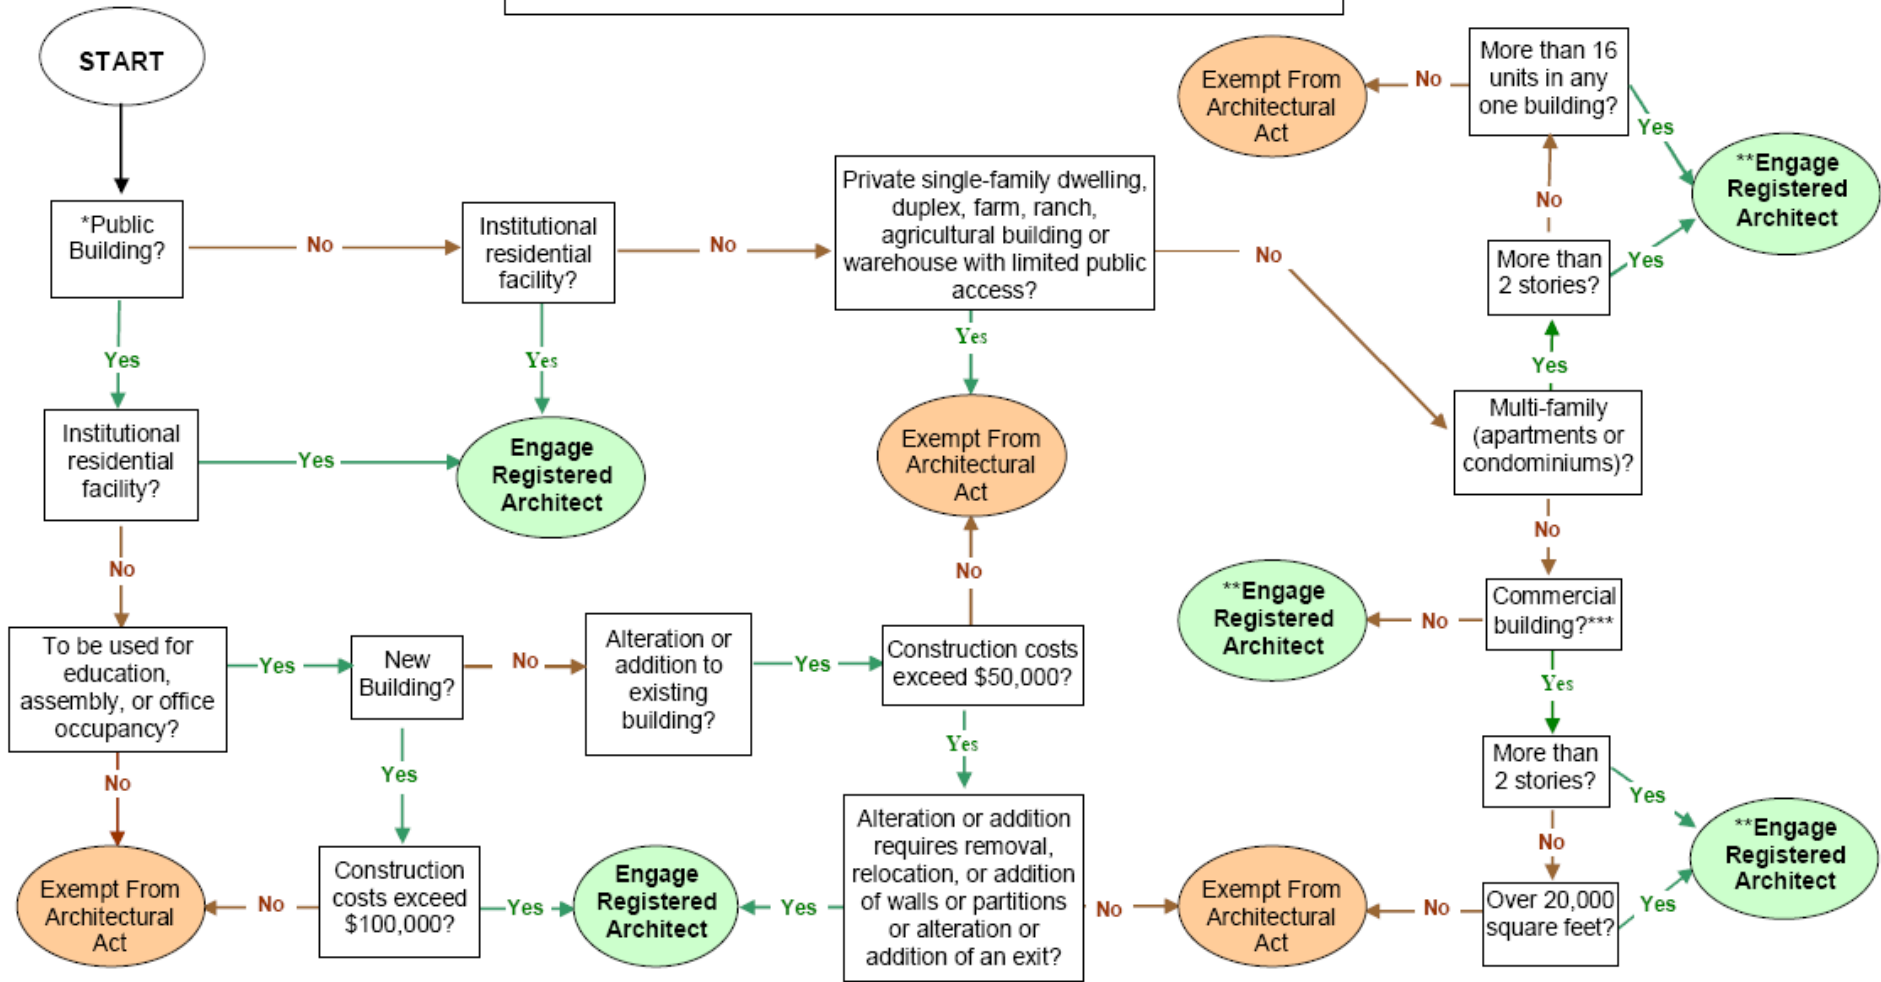 START
*Public
Building?
No
Institutional
residential
facility?
No
Private single-family dwelling,
duplex, farm, ranch,
agricultural building or
warehouse with limited public
access?
No
Exempt From
Architectural
Act
No
More than 16
units in any
one building?
Yes
**Engage
Registered
Architect
No
More than
2 stories?
Yes
Yes
Multi-family
(apartments or
condominiums)?
Yes
Yes
Yes
Institutional
residential
facility?
Yes
Engage
Registered
Architect
Exempt From
Architectural
Act
No
No
No
To be used for
education,
assembly, or office
occupancy?
Yes
New
Building?
No
Alteration or
addition to
existing
building?
Yes
Construction costs
exceed $50,000?
**Engage
Registered
Architect
No
Commercial
building?***
Yes
More than
2 stories?
Yes
No
Over 20,000
square feet?
Yes
**Engage
Registered
Architect
No
Yes
Yes
Exempt From
Architectural
Act
No
Construction
costs exceed
$100,000?
Yes
Engage
Registered
Architect
Yes
Alteration or addition
requires removal,
relocation, or addition
of walls or partitions
or alteration or
addition of an exit?
No
Exempt From
Architectural
Act
No